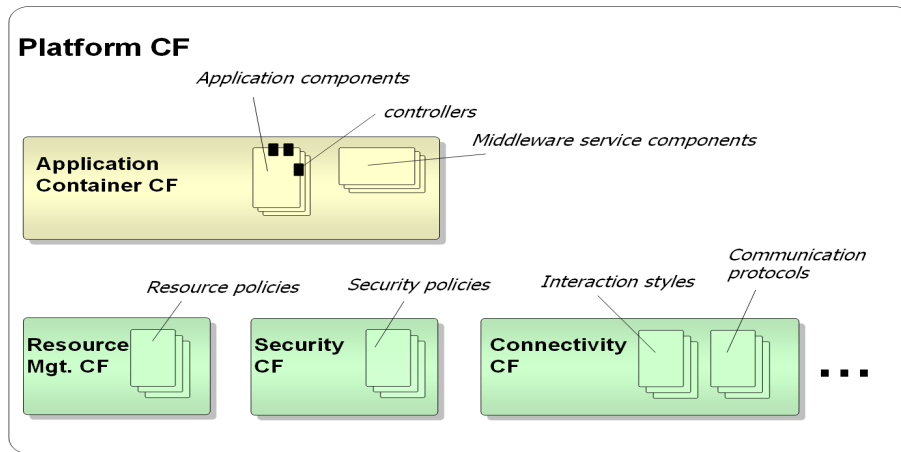 Platform CF
Application components
controllers
Middleware service components
Application
Container CF
Communication
protocols
Resource policies
Security policies
Interaction styles
Resource
Mgt. CF
Security
CF
Connectivity
CF
...